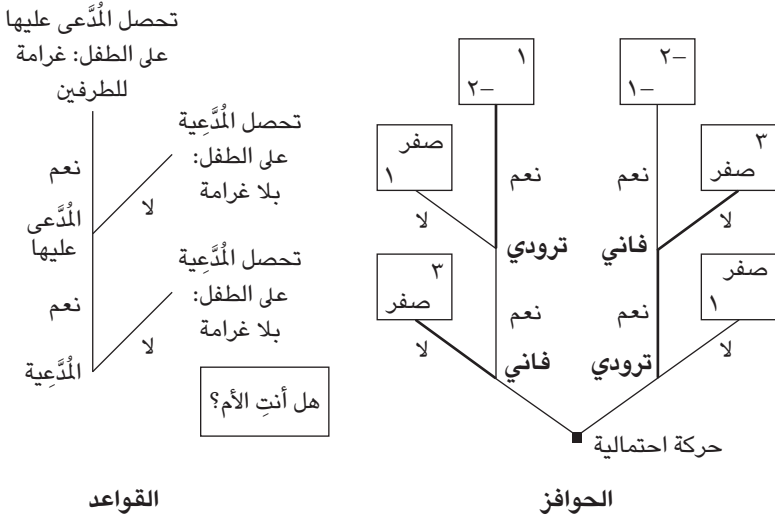 تحصل المُدَّعى عليها
على الطفل: غرامة
للطرفين
تحصل المُدَّعِية
على الطفل:
بلا غرامة
نعم
لا
المُدَّعى
عليها
تحصل المُدَّعِية
على الطفل:
بلا غرامة
نعم
لا
المُدَّعِية
هل أنتِ الأم؟
القواعد
١
–٢
–٢
–١
صفر
١
٣
صفر
نعم
نعم
لا
لا
ترودي
فاني
٣
صفر
صفر
١
نعم
نعم
لا
لا
فاني
ترودي
حركة احتمالية
الحوافز